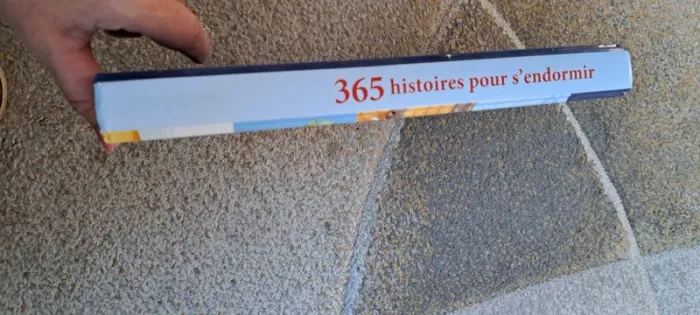 365 histoires pour s'endormir